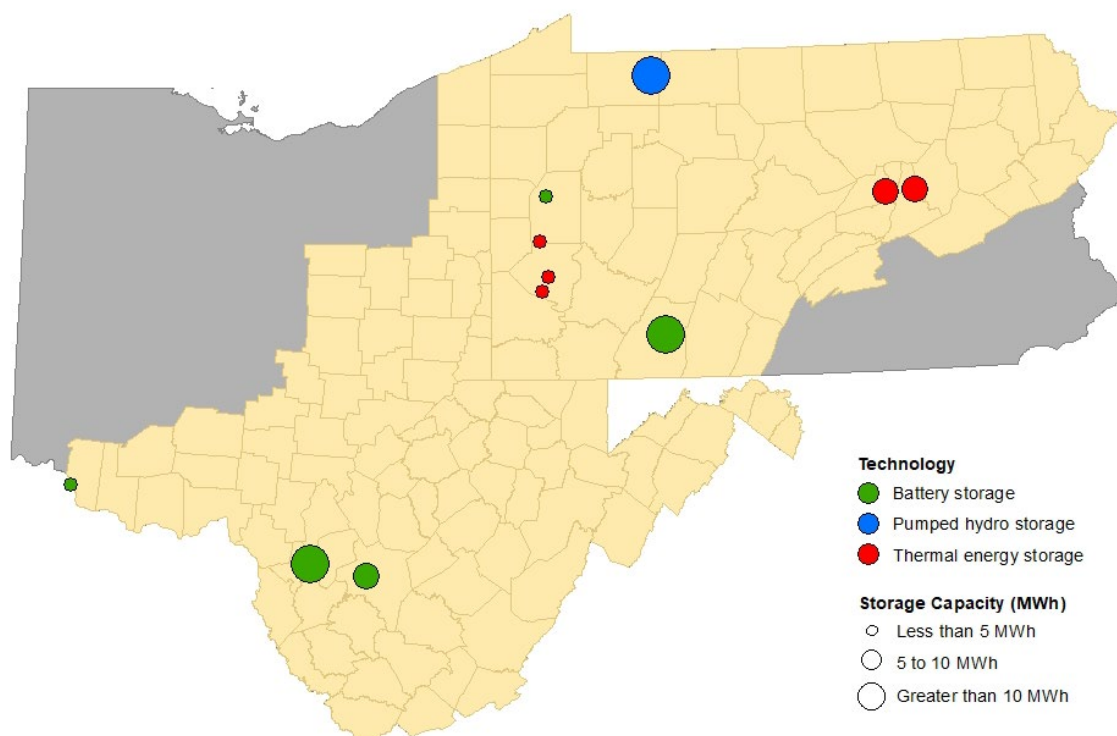 Technology
Battery storage
Pumped hydro storage
Thermal energy storage
Storage Capacity (MWh)
Less than 5 MWh
5 to 10 MWh
Greater than 10 MWh